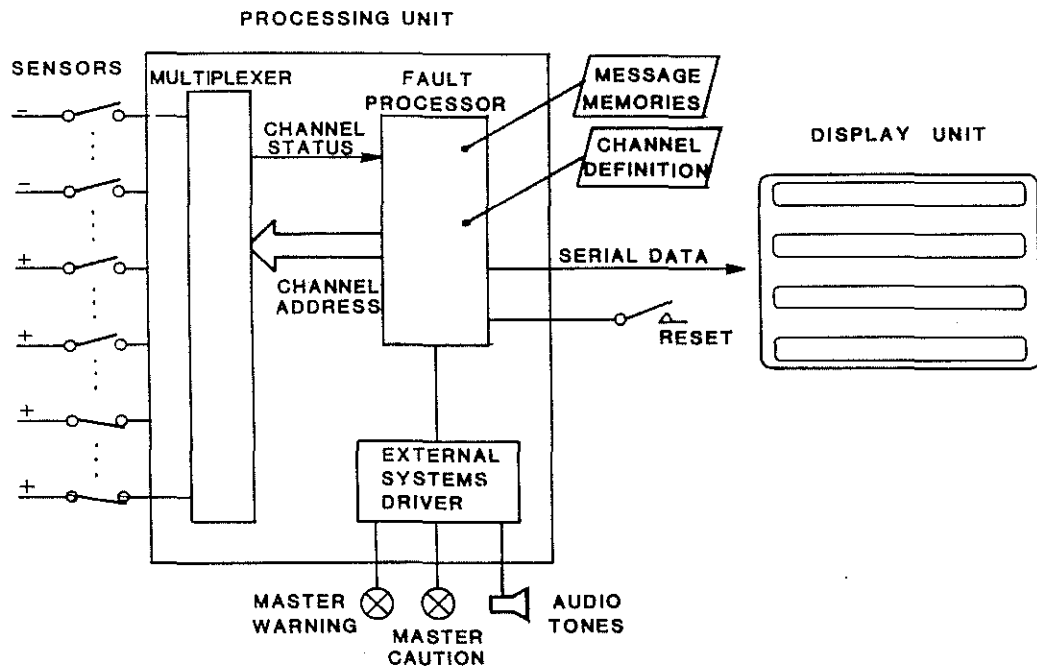 PROCESSING UNIT
SENSORS
MULTIPLEXER
FAULT
PROCESSOR
MESSAGE
MEMORIES
CHANNEL
STATUS
CHANNEL
DEFINITION
DISPLAY UNIT
CHANNEL
ADDRESS
SERIAL DATA
RESET
EXTERNAL
SYSTEMS
DRIVER
MASTER
WARNING
MASTER
CAUTION
AUDIO
TONES